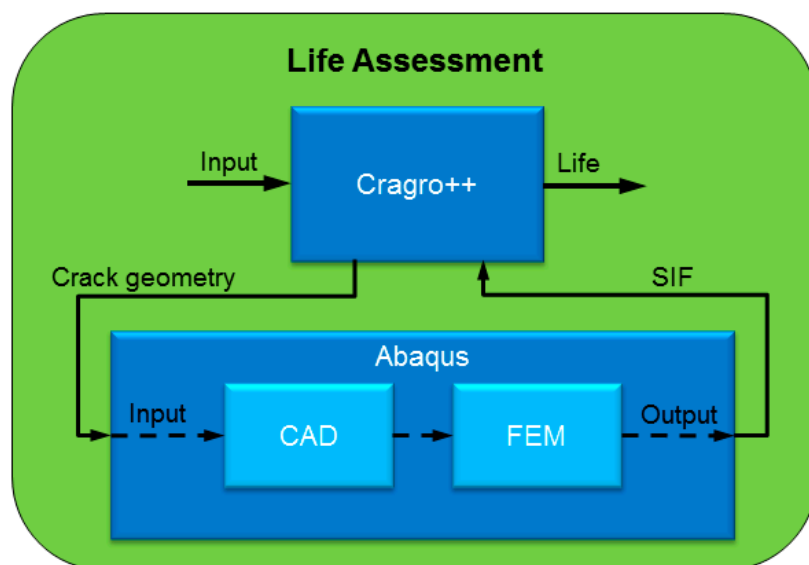 Life Assessment
Input
Cragro++
Life
Crack geometry
SIF
Abaqus
Input
CAD
FEM
Output